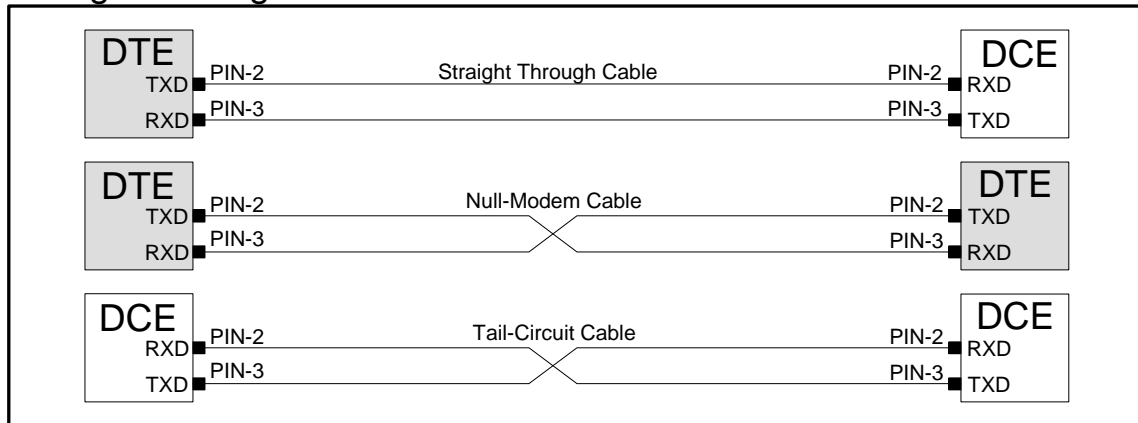 DTE DCE
PIN-2 Straight Through Cable PIN-2
TXD RXD
PIN-3 PIN-3
RXD TXD
DTE DTE
PIN-2 Null-Modem Cable PIN-2
TXD TXD
PIN-3 PIN-3
RXD RXD
DCE DCE
PIN-2 Tail-Circuit Cable PIN-2
RXD RXD
PIN-3 PIN-3
TXD TXD